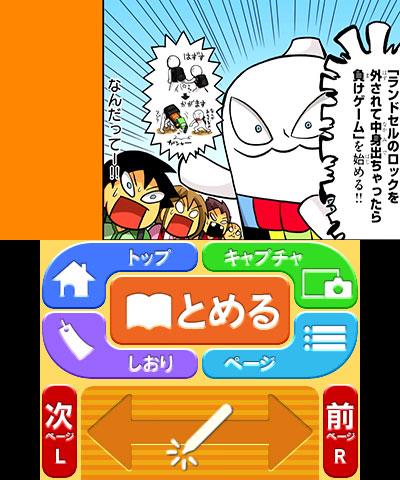 「ランドセルのロックを
外されて中身出ちゃったら
負けゲーム」を始める!!
はずす
かがます
なんだってー!!
トップ
キャプチャ
とめる
しおり
ページ
次
ページ
L
前
ページ
R